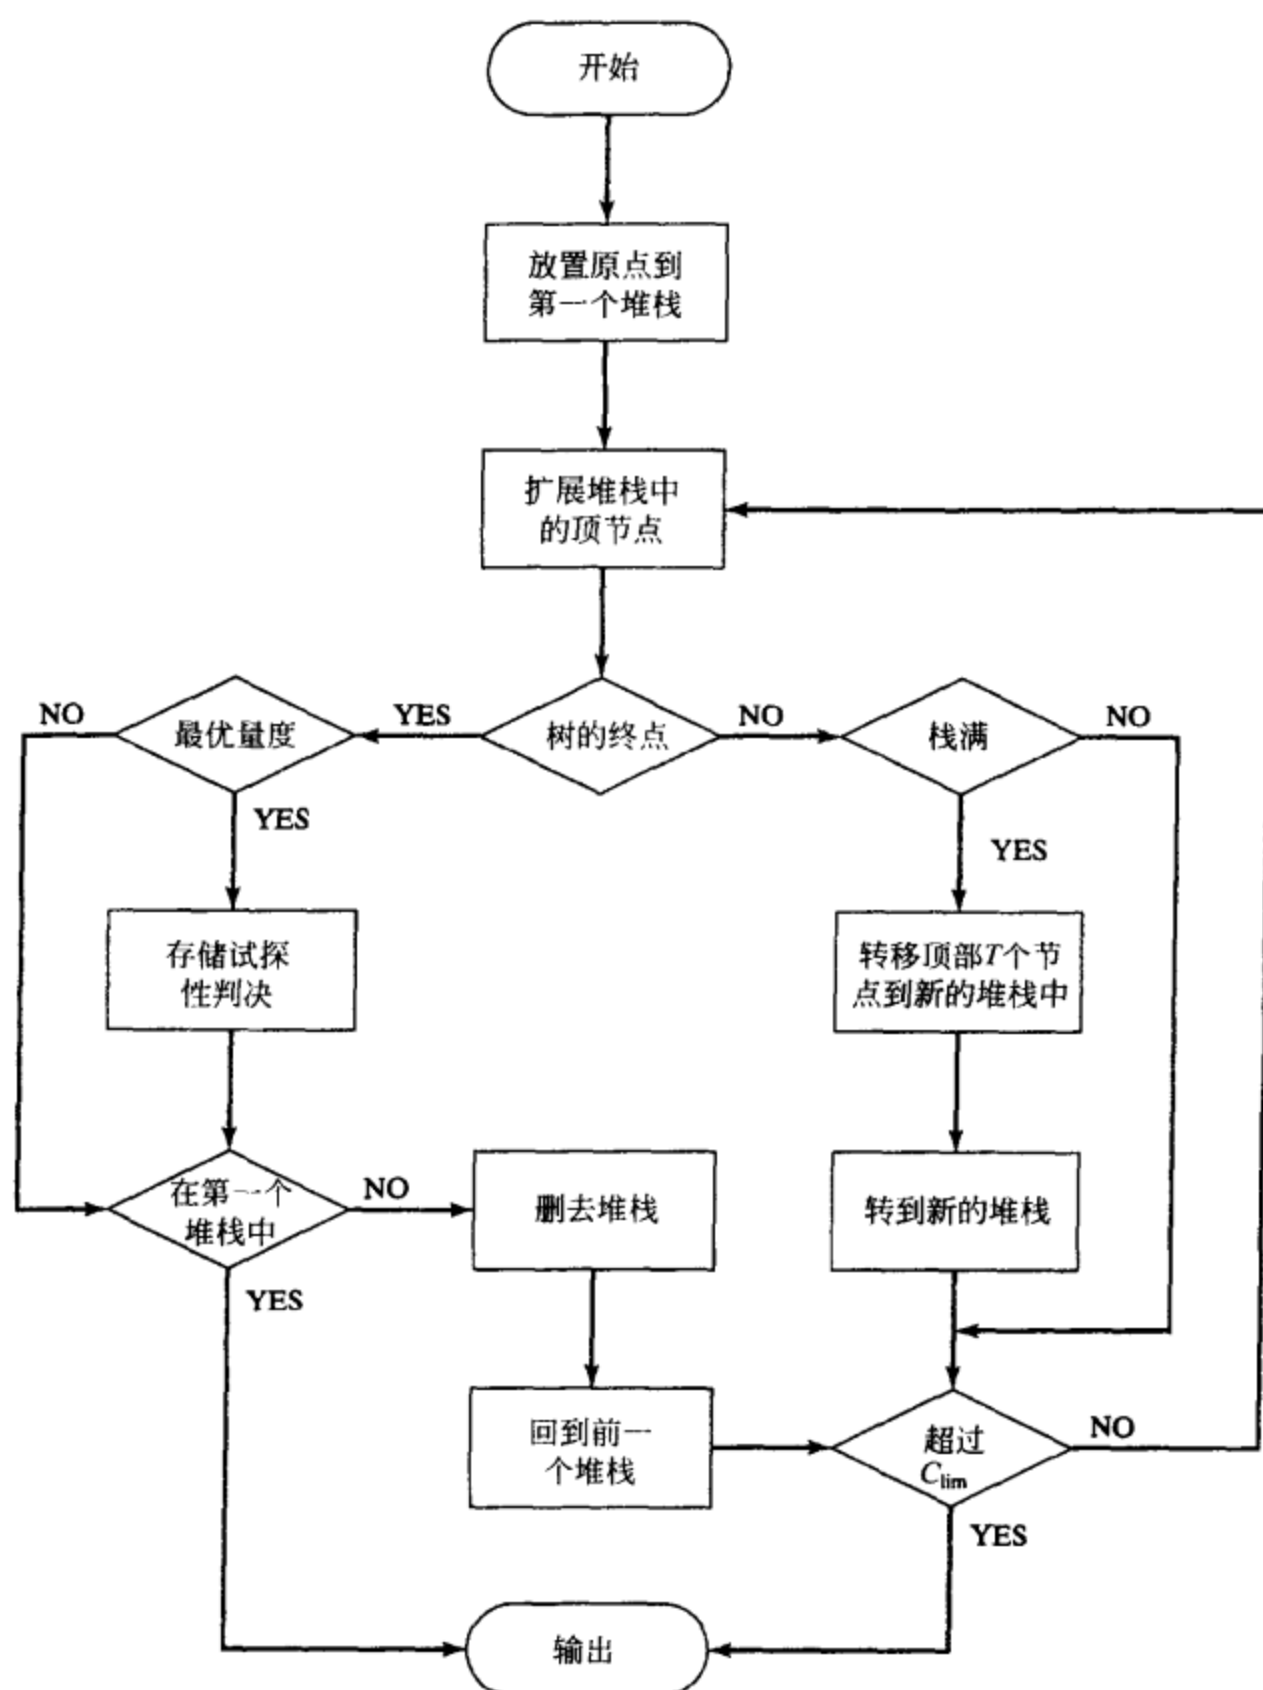 开始
放置原点到
第一个堆栈
扩展堆栈中
的顶节点
NO
最优量度
YES
树的终点
NO
栈满
NO
YES
YES
存储试探
性判决
转移顶部T个节
点到新的堆栈中
在第一个
堆栈中
NO
删去堆栈
转到新的堆栈
YES
回到前一
个堆栈
超过
C_lim
NO
YES
输出